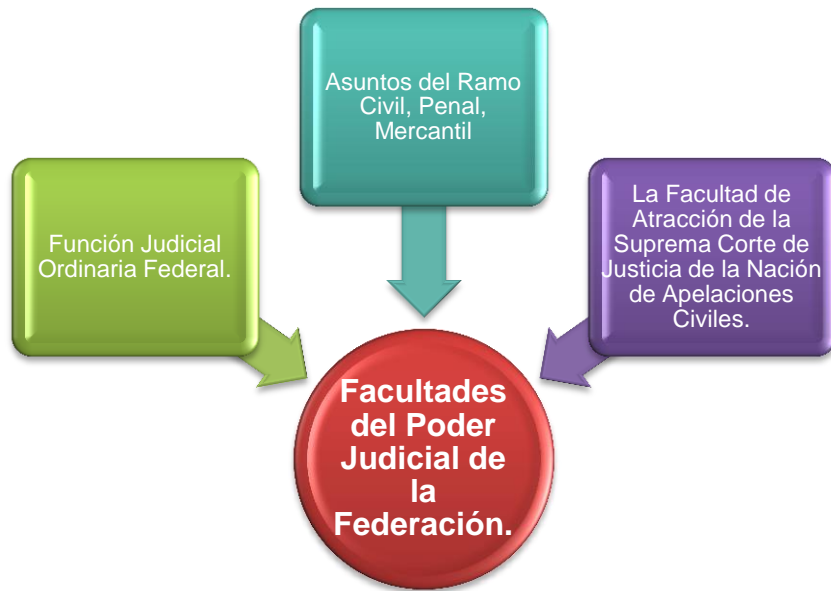 Asuntos del Ramo
Civil, Penal,
Mercantil
Función Judicial
Ordinaria Federal.
La Facultad de
Atracción de la
Suprema Corte de
Justicia de la Nación
de Apelaciones
Civiles.
Facultades
del Poder
Judicial de
la
Federación.